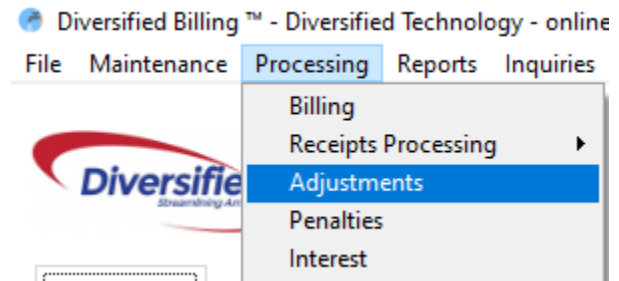 Diversified Billing ™ - Diversified Technology - online
File Maintenance Processing Reports Inquiries
Billing
Receipts Processing
Diversifie
Adjustments
Penalties
Interest